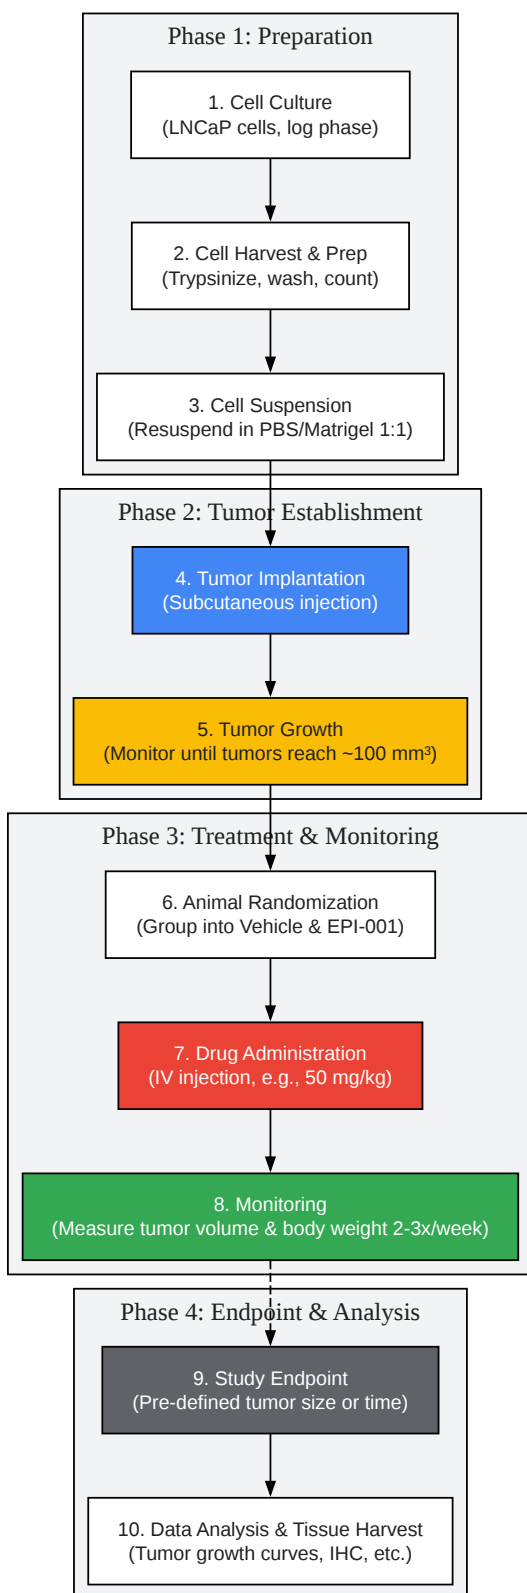 Phase 1: Preparation
1. Cell Culture
(LNCaP cells, log phase)
2. Cell Harvest & Prep
(Trypsinize, wash, count)
3. Cell Suspension
(Resuspend in PBS/Matrigel 1:1)
Phase 2: Tumor Establishment
4. Tumor Implantation
(Subcutaneous injection)
5. Tumor Growth
(Monitor until tumors reach ~100 mm³)
Phase 3: Treatment & Monitoring
6. Animal Randomization
(Group into Vehicle & EPI-001)
7. Drug Administration
(IV injection, e.g., 50 mg/kg)
8. Monitoring
(Measure tumor volume & body weight 2-3x/week)
Phase 4: Endpoint & Analysis
9. Study Endpoint
(Pre-defined tumor size or time)
10. Data Analysis & Tissue Harvest
(Tumor growth curves, IHC, etc.)